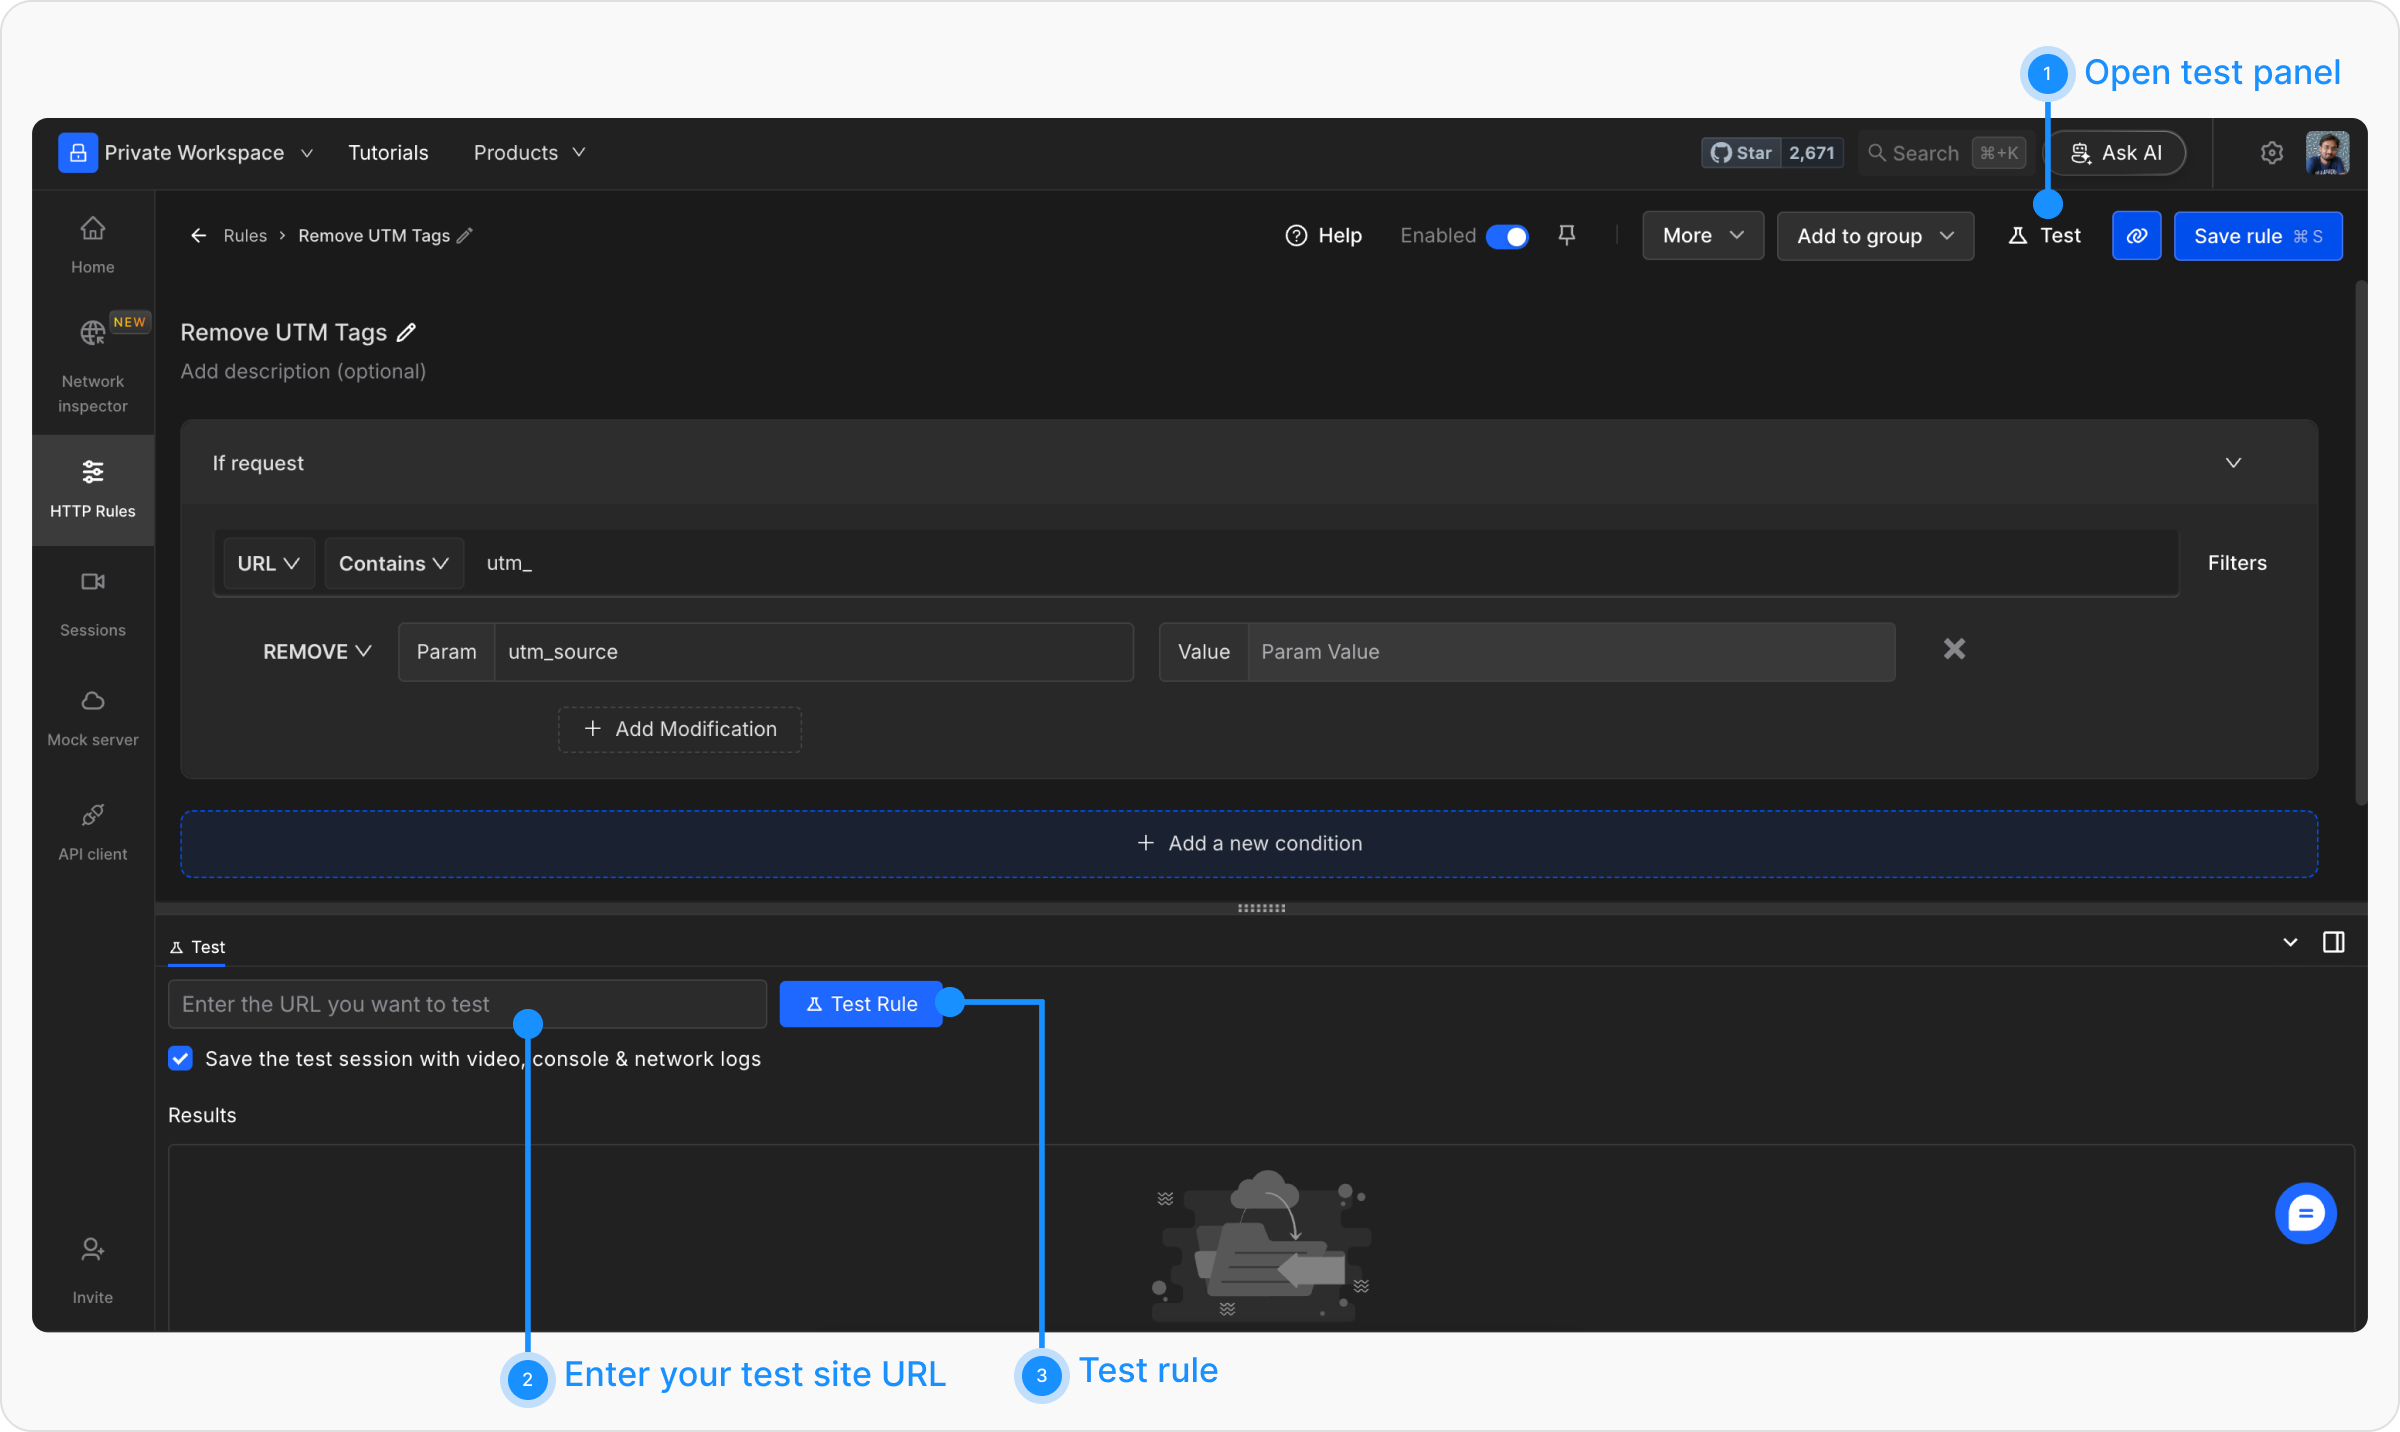 1 Open test panel
Private Workspace Tutorials Products Star 2,671 Search ⌘+K Ask AI
Rules > Remove UTM Tags Help Enabled More Add to group Test Save rule ⌘ S
Home
NEW
Network
inspector
HTTP Rules
Sessions
Mock server
API client
Invite
Remove UTM Tags
Add description (optional)
If request
URL Contains utm_ Filters
REMOVE Param utm_source Value Param Value
+ Add Modification
+ Add a new condition
Test
Enter the URL you want to test Test Rule
Save the test session with video, console & network logs
Results
2 Enter your test site URL
3 Test rule